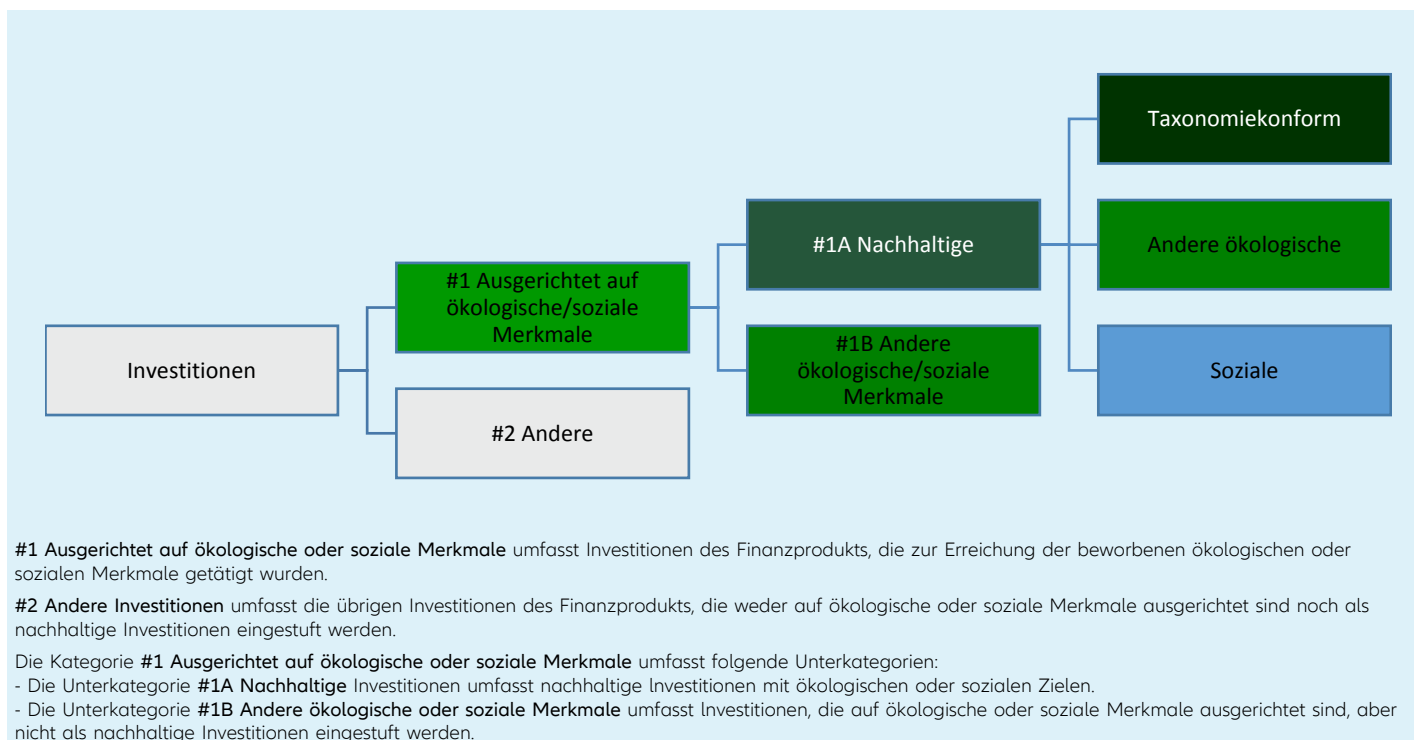 Taxonomiekonform
#1A Nachhaltige
Andere ökologische
#1 Ausgerichtet auf
ökologische/soziale
Merkmale
#1B Andere
ökologische/soziale
Merkmale
Investitionen
Soziale
#2 Andere
#1 Ausgerichtet auf ökologische oder soziale Merkmale umfasst Investitionen des Finanzprodukts, die zur Erreichung der beworbenen ökologischen oder
sozialen Merkmale getätigt wurden.
#2 Andere Investitionen umfasst die übrigen Investitionen des Finanzprodukts, die weder auf ökologische oder soziale Merkmale ausgerichtet sind noch als
nachhaltige Investitionen eingestuft werden.
Die Kategorie #1 Ausgerichtet auf ökologische oder soziale Merkmale umfasst folgende Unterkategorien:
- Die Unterkategorie #1A Nachhaltige Investitionen umfasst nachhaltige Investitionen mit ökologischen oder sozialen Zielen.
- Die Unterkategorie #1B Andere ökologische oder soziale Merkmale umfasst Investitionen, die auf ökologische oder soziale Merkmale ausgerichtet sind, aber
nicht als nachhaltige Investitionen eingestuft werden.